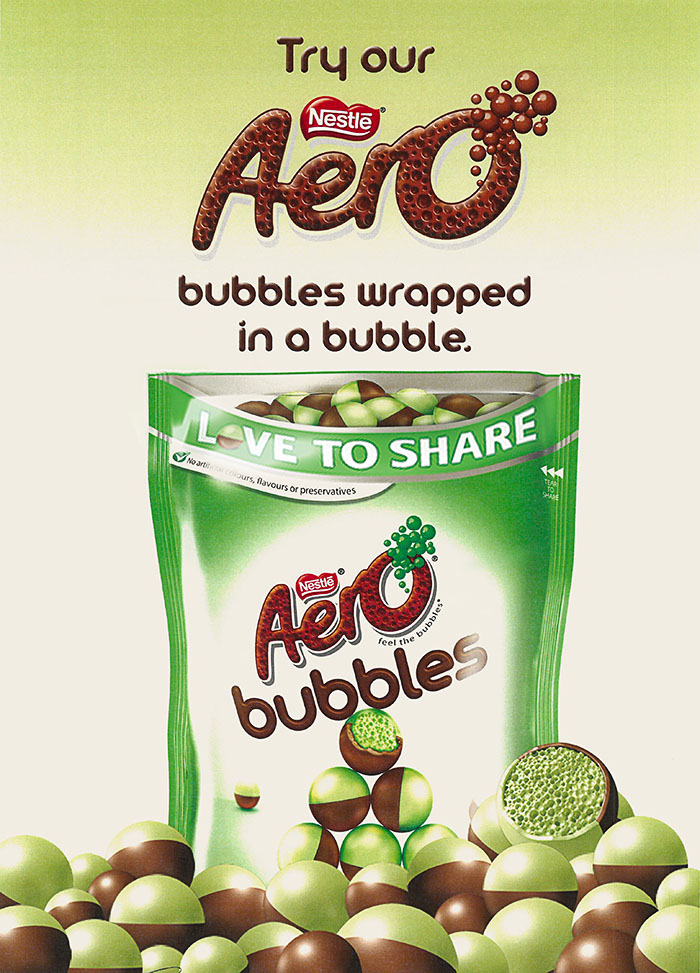 Try our
Nestlé®
Aero
bubbles wrapped
in a bubble.
LOVE TO SHARE
No artificial colours, flavours or preservatives
TEAR
TO
SHARE
Nestlé®
Aero®
feel the bubbles®
bubbles